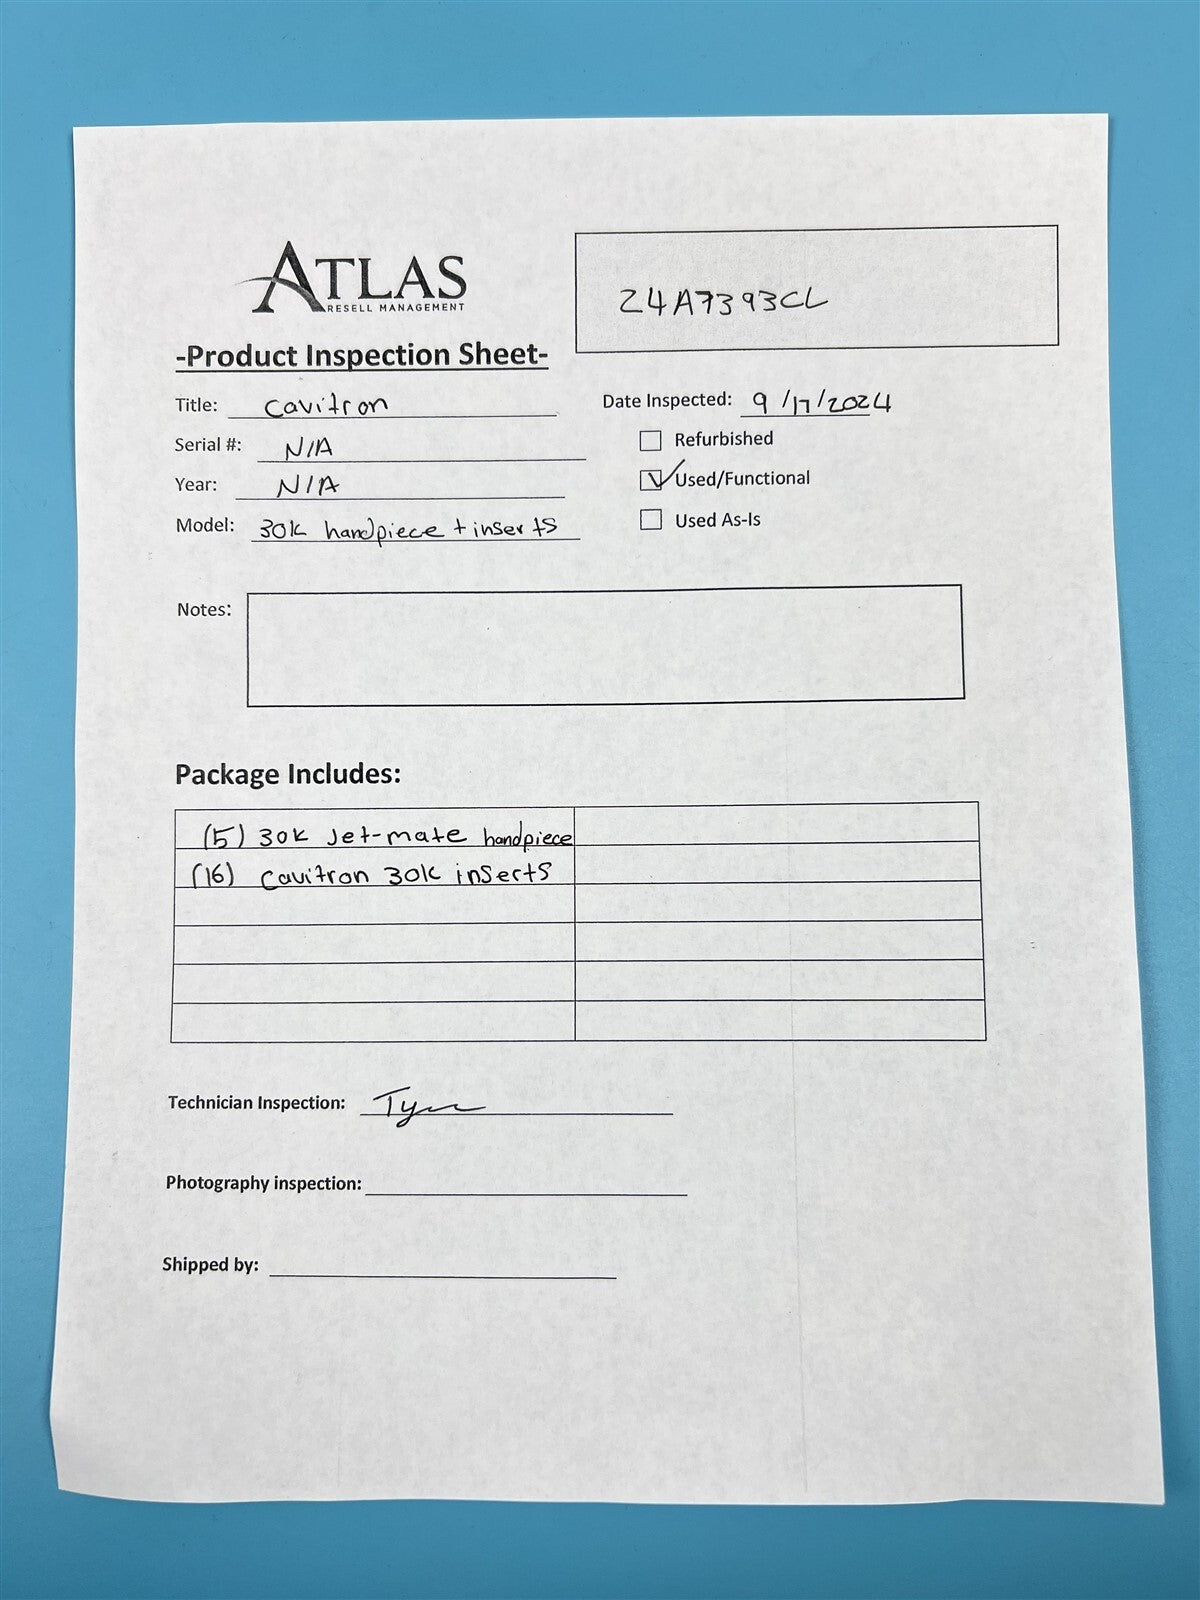 ATLAS
RESELL MANAGEMENT
24A7393CL
-Product Inspection Sheet-
Title: Cavitron
Date Inspected: 9/17/2024
Serial #: N/A
Refurbished
Year: N/A
Used/Functional
Model: 30K handpiece + inserts
Used As-Is
Notes:
Package Includes:
(5) 30K Jet-mate handpiece
(16) Cavitron 30K inserts
Technician Inspection:
Photography inspection:
Shipped by: